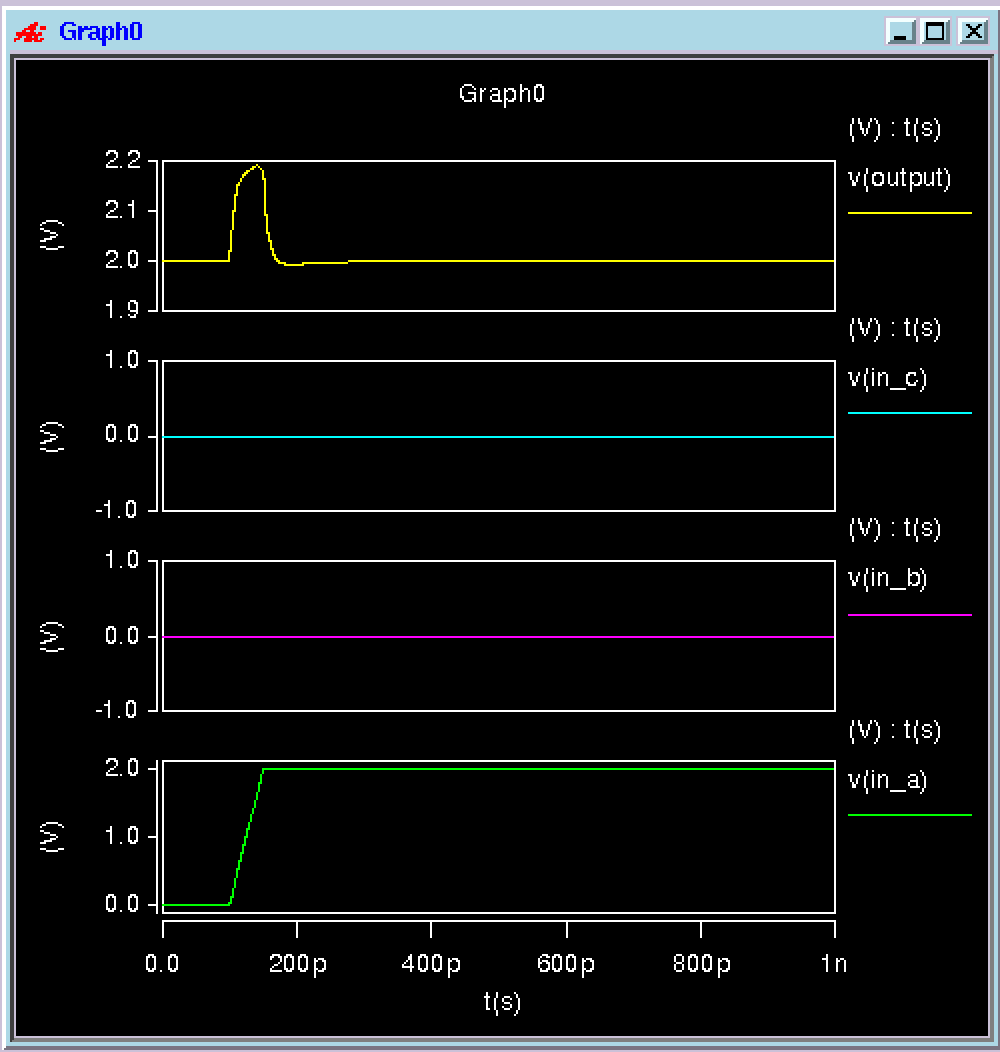 Graph0
Graph0
(V) : t(s)
2.2
v(output)
2.1
(V)
2.0
1.9
(V) : t(s)
1.0
v(in_c)
(V)
0.0
-1.0
(V) : t(s)
1.0
v(in_b)
(V)
0.0
-1.0
(V) : t(s)
2.0
v(in_a)
(V)
1.0
0.0
0.0 200p 400p 600p 800p 1n
t(s)